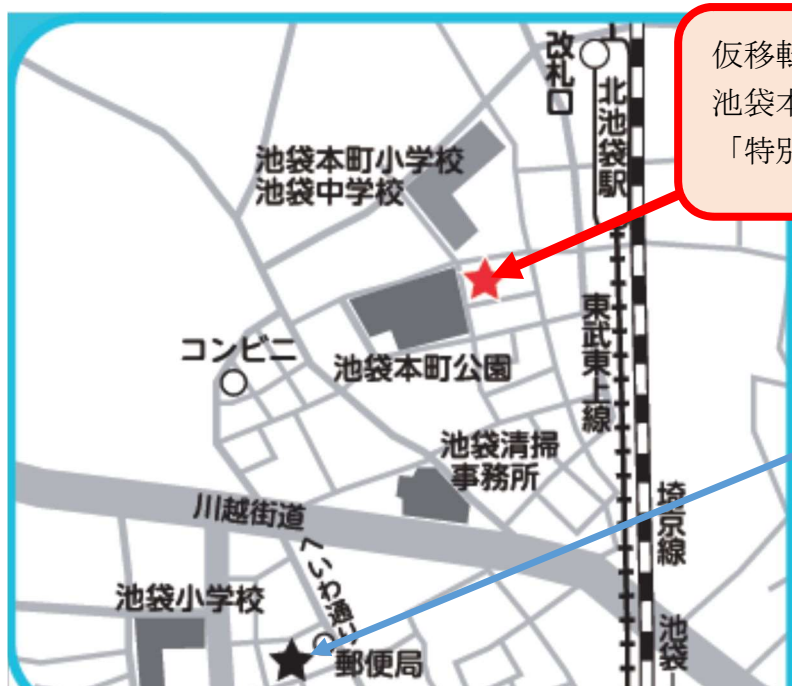 仮移転
池袋本
「特別
改札
北池袋駅
池袋本町小学校
池袋中学校
東武東上線
コンビニ
池袋本町公園
池袋清掃
事務所
埼京線
川越街道
へいわ通り
池袋小学校
池袋
郵便局